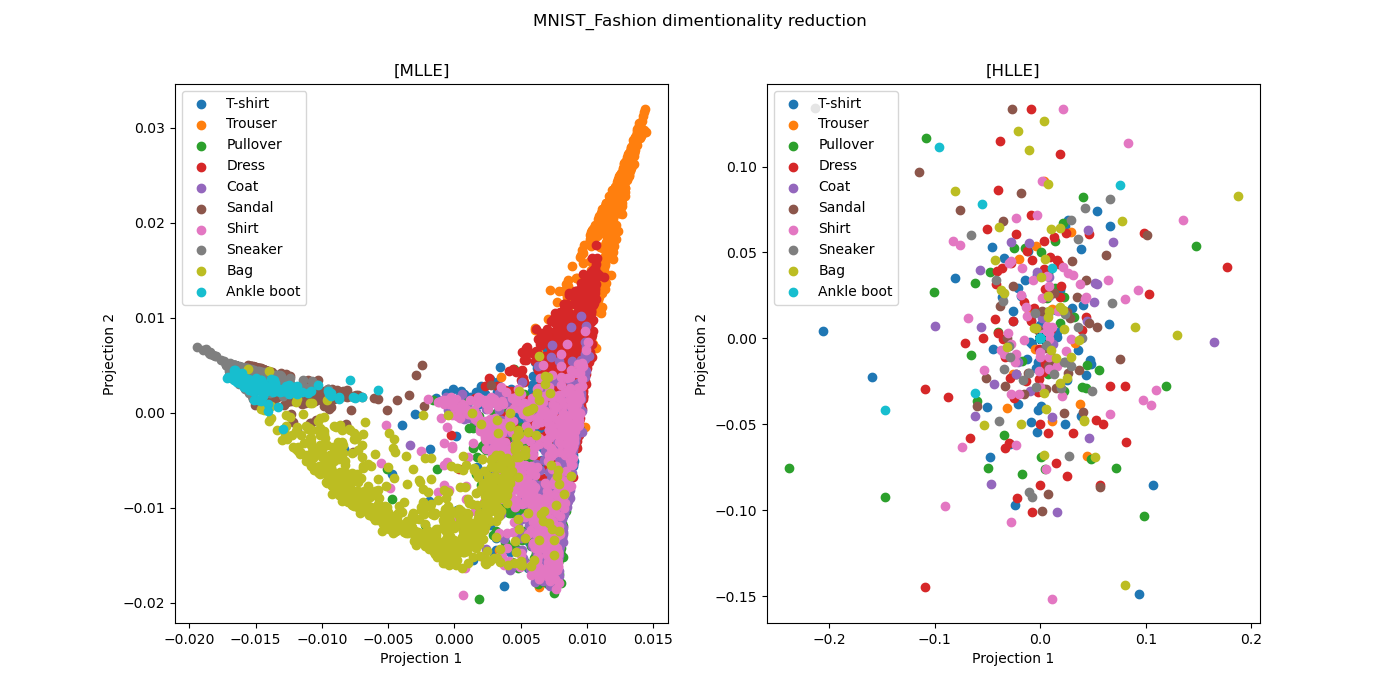 MNIST_Fashion dimentionality reduction
[MLLE]
T-shirt
Trouser
Pullover
Dress
Coat
Sandal
Shirt
Sneaker
Bag
Ankle boot
0.03
0.02
0.01
0.00
−0.01
−0.02
Projection 2
−0.020
−0.015
−0.010
−0.005
0.000
0.005
0.010
0.015
Projection 1
[HLLE]
T-shirt
Trouser
Pullover
Dress
Coat
Sandal
Shirt
Sneaker
Bag
Ankle boot
0.10
0.05
0.00
−0.05
−0.10
−0.15
Projection 2
−0.2
−0.1
0.0
0.1
0.2
Projection 1